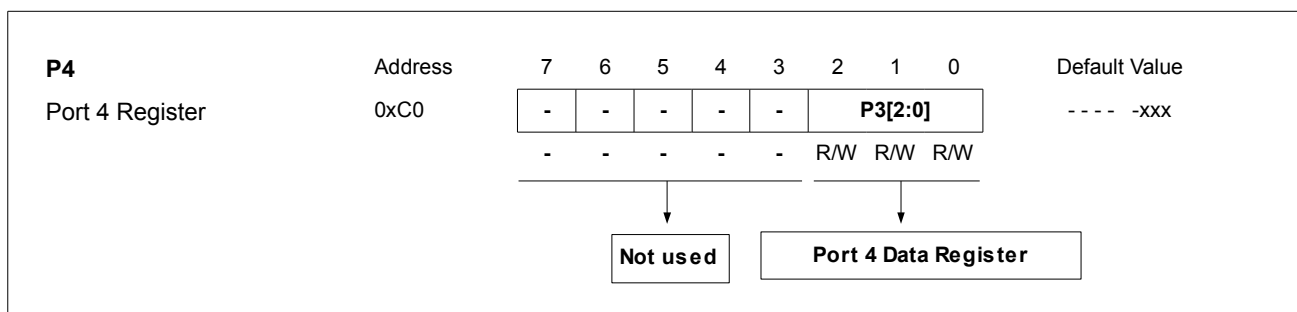 P4 Address 7 6 5 4 3 2 1 0 Default Value
Port 4 Register 0xC0 - - - - - P3[2:0] - - - - -xxx
- - - - - R/W R/W R/W
Not used Port 4 Data Register